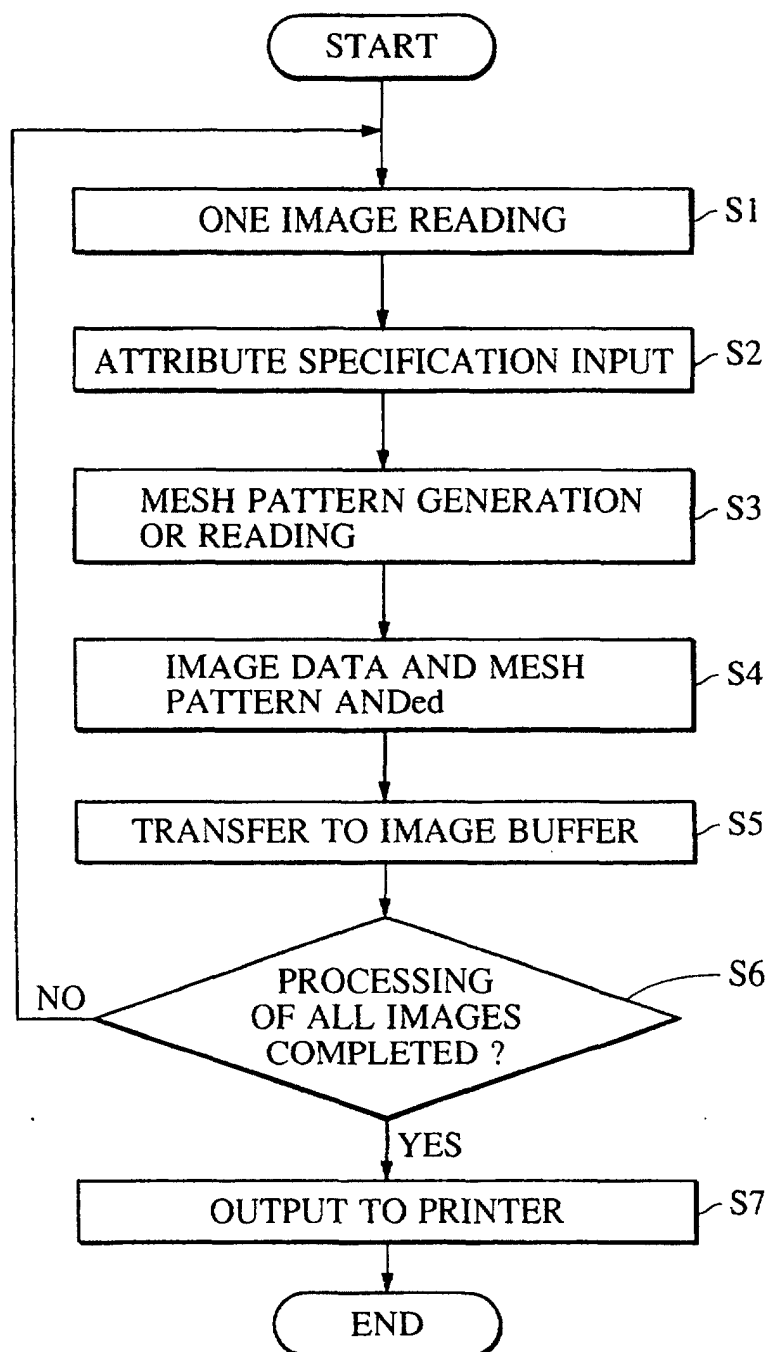 START
ONE IMAGE READING
S1
ATTRIBUTE SPECIFICATION INPUT
S2
MESH PATTERN GENERATION
OR READING
S3
IMAGE DATA AND MESH
PATTERN ANDed
S4
TRANSFER TO IMAGE BUFFER
S5
PROCESSING
OF ALL IMAGES
COMPLETED ?
S6
NO
YES
OUTPUT TO PRINTER
S7
END